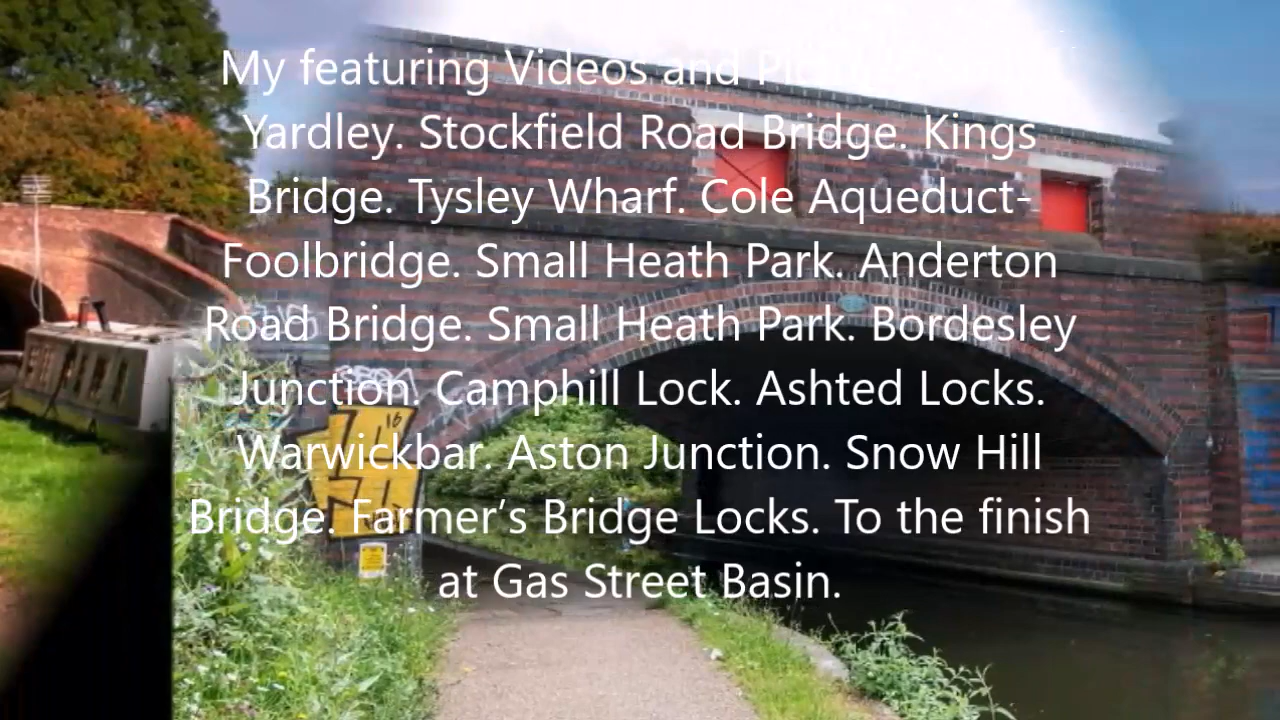 My featuring Videos and
Yardley. Stockfield Road Bridge. Kings
Bridge. Tysley Wharf. Cole Aqueduct-
Foolbridge. Small Heath Park. Anderton
Road Bridge. Small Heath Park. Bordesley
Junction. Camphill Lock. Ashted Locks.
Warwickbar. Aston Junction. Snow Hill
Bridge. Farmer’s Bridge Locks. To the finish
at Gas Street Basin.
16